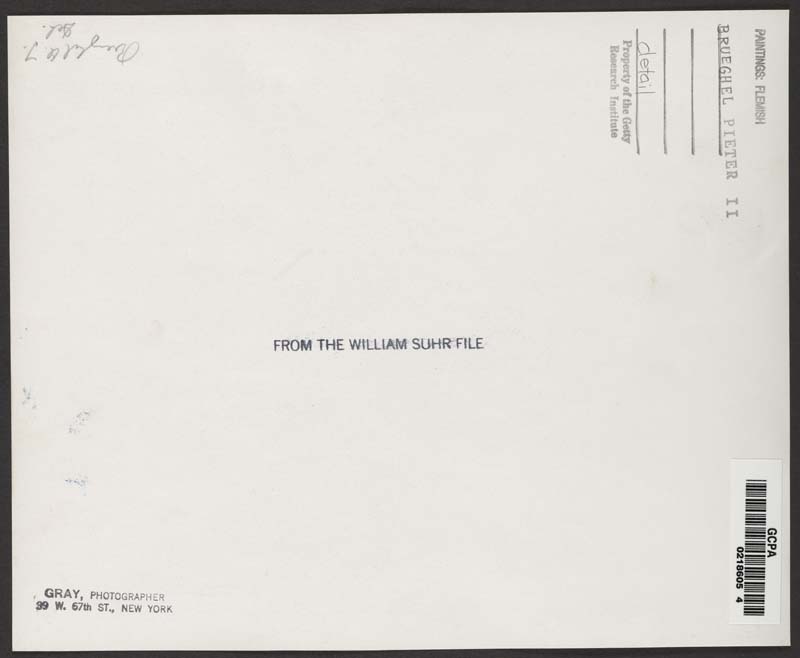 PAINTINGS: FLEMISH
BRUEGHEL PIETER II
detail
Property of the Getty
Research Institute
FROM THE WILLIAM SUHR FILE
GRAY, PHOTOGRAPHER
39 W. 67th ST., NEW YORK
GCPA
0218605 4